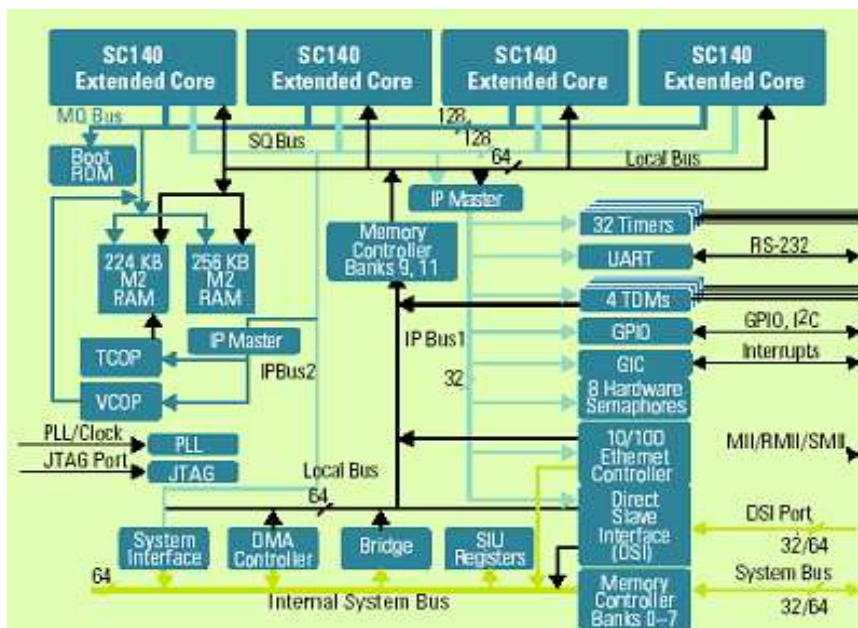 SC140
Extended Core
SC140
Extended Core
SC140
Extended Core
SC140
Extended Core
MQ Bus
128
128
SQ Bus
64
Local Bus
Boot
ROM
IP Master
Memory
Controller
Banks 9, 11
32 Timers
UART
RS-232
224 KB
M2
RAM
256 KB
M2
RAM
4 TDMs
GPIO
GPIO, I2C
IP Master
IP Bus1
TCOP
IPBus2
32
GIC
Interrupts
VCOP
8 Hardware
Semaphores
PLL/Clock
PLL
JTAG Port
JTAG
10/100
Ethernet
Controller
MII/RMII/SMII
Local Bus
64
Direct
Slave
Interface
(DSI)
DSI Port
32/64
System
Interface
DMA
Controller
Bridge
SIU
Registers
64
Internal System Bus
Memory
Controller
Banks 0–7
System Bus
32/64